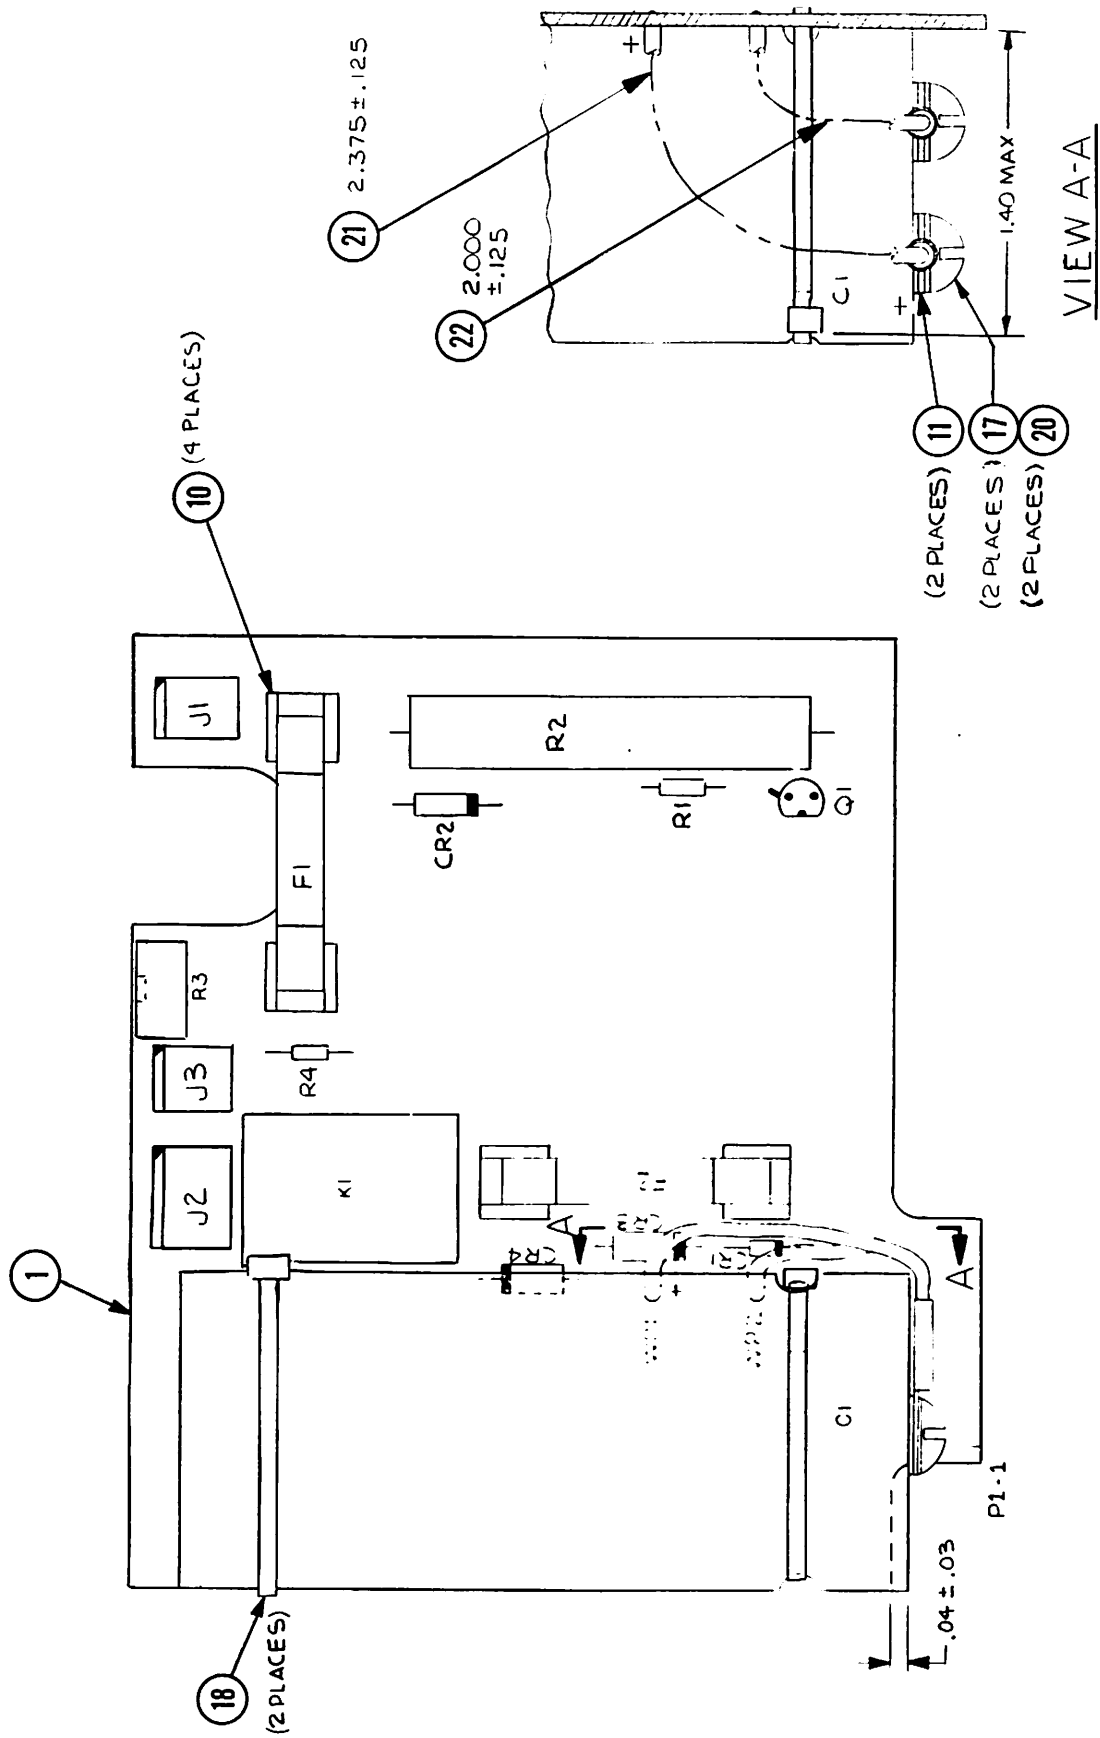 1
18
(2 PLACES)
10 (4 PLACES)
J2
J3
R3
J1
K1
R4
F1
CR2
R2
R1
Q1
CR4
A
+
C1
A
P1-1
.04 ± .03
21 2.375 ± .125
22 2.000
± .125
+
C1
+
1.40 MAX
(2 PLACES) 11
(2 PLACES) 17
(2 PLACES) 20
VIEW A-A